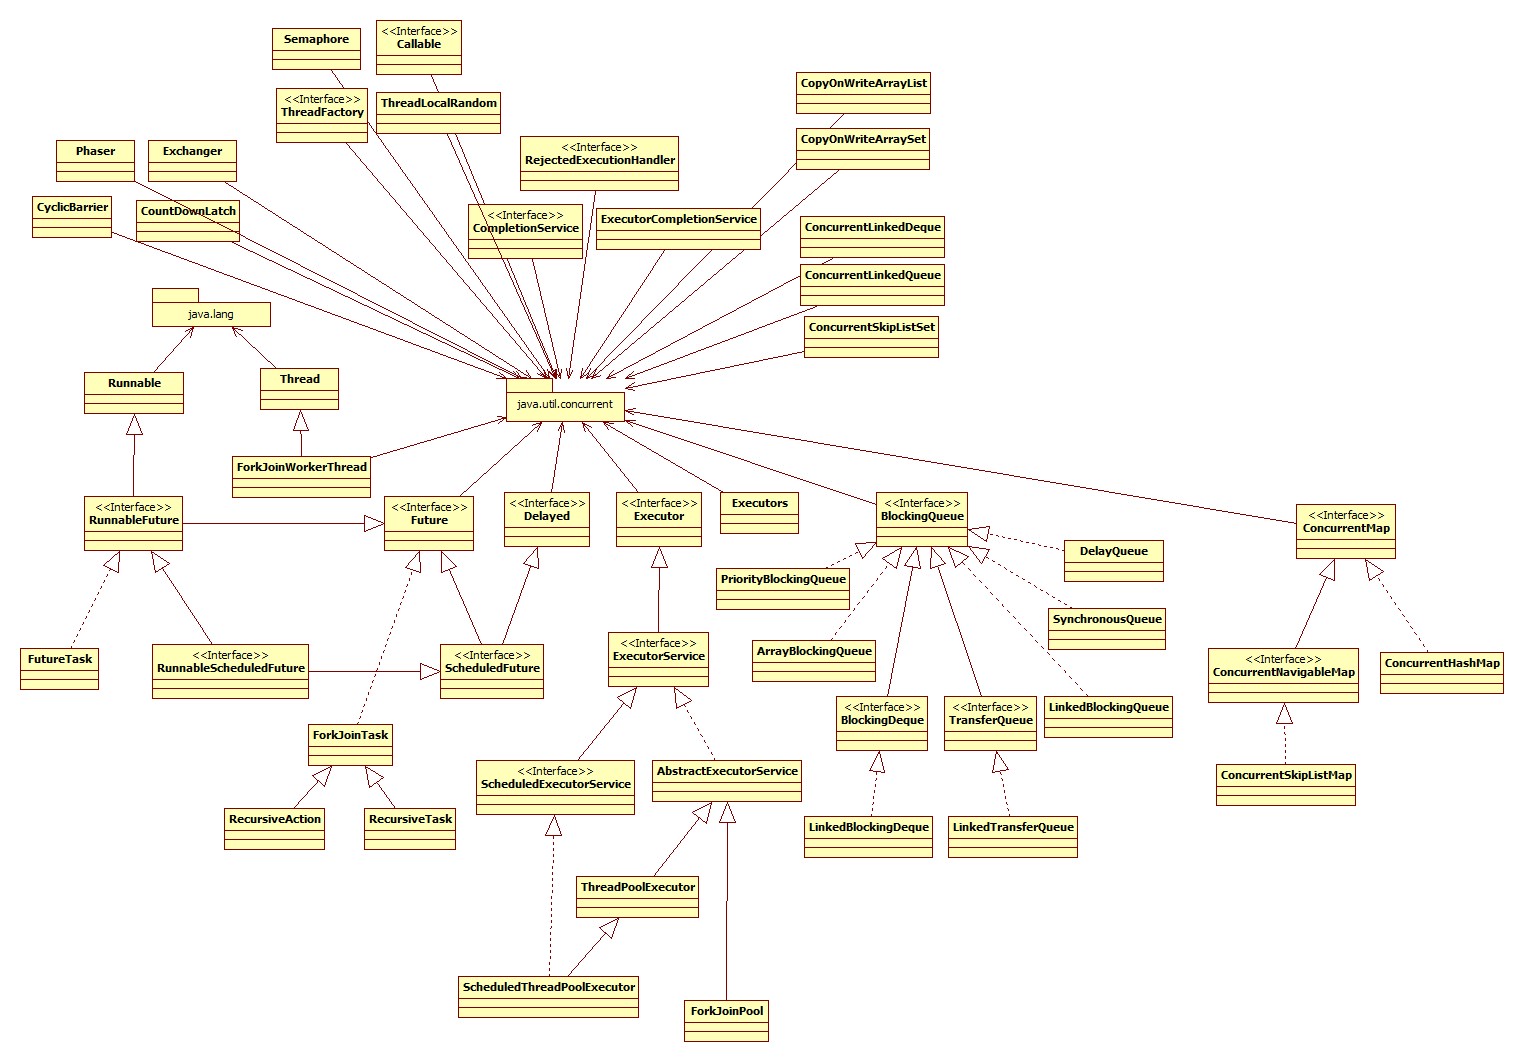 Semaphore
<<Interface>>
Callable
<<Interface>>
ThreadFactory
ThreadLocalRandom
CopyOnWriteArrayList
CopyOnWriteArraySet
Phaser
Exchanger
<<Interface>>
RejectedExecutionHandler
CyclicBarrier
CountDownLatch
<<Interface>>
CompletionService
ExecutorCompletionService
ConcurrentLinkedDeque
ConcurrentLinkedQueue
ConcurrentSkipListSet
java.lang
Runnable
Thread
java.util.concurrent
ForkJoinWorkerThread
<<Interface>>
RunnableFuture
<<Interface>>
Future
<<Interface>>
Delayed
<<Interface>>
Executor
Executors
<<Interface>>
BlockingQueue
<<Interface>>
ConcurrentMap
DelayQueue
PriorityBlockingQueue
SynchronousQueue
FutureTask
<<Interface>>
RunnableScheduledFuture
<<Interface>>
ScheduledFuture
<<Interface>>
ExecutorService
ArrayBlockingQueue
<<Interface>>
ConcurrentNavigableMap
ConcurrentHashMap
<<Interface>>
BlockingDeque
<<Interface>>
TransferQueue
LinkedBlockingQueue
ForkJoinTask
<<Interface>>
ScheduledExecutorService
AbstractExecutorService
ConcurrentSkipListMap
RecursiveAction
RecursiveTask
LinkedBlockingDeque
LinkedTransferQueue
ThreadPoolExecutor
ScheduledThreadPoolExecutor
ForkJoinPool